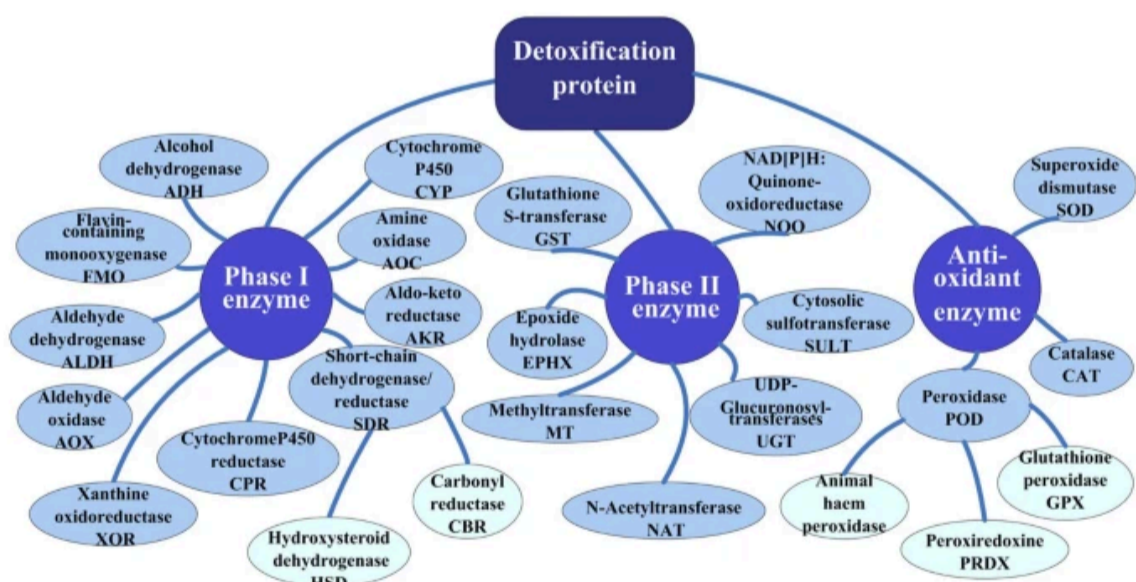 Detoxification
protein
Alcohol
dehydrogenase
ADH
Cytochrome
P450
CYP
Flavin-
containing
monooxygenase
FMO
Amine
oxidase
AOC
Phase I
enzyme
Aldehyde
dehydrogenase
ALDH
Aldo-keto
reductase
AKR
Aldehyde
oxidase
AOX
Short-chain
dehydrogenase/
reductase
SDR
CytochromeP450
reductase
CPR
Xanthine
oxidoreductase
XOR
Hydroxysteroid
dehydrogenase
HSD
Carbonyl
reductase
CBR
Glutathione
S-transferase
GST
NAD[P]H:
Quinone-
oxidoreductase
NOO
Phase II
enzyme
Epoxide
hydrolase
EPHX
Cytosolic
sulfotransferase
SULT
Methyltransferase
MT
UDP-
Glucuronosyl-
transferases
UGT
N-Acetyltransferase
NAT
Superoxide
dismutase
SOD
Anti-
oxidant
enzyme
Catalase
CAT
Peroxidase
POD
Animal
haem
peroxidase
Glutathione
peroxidase
GPX
Peroxiredoxine
PRDX